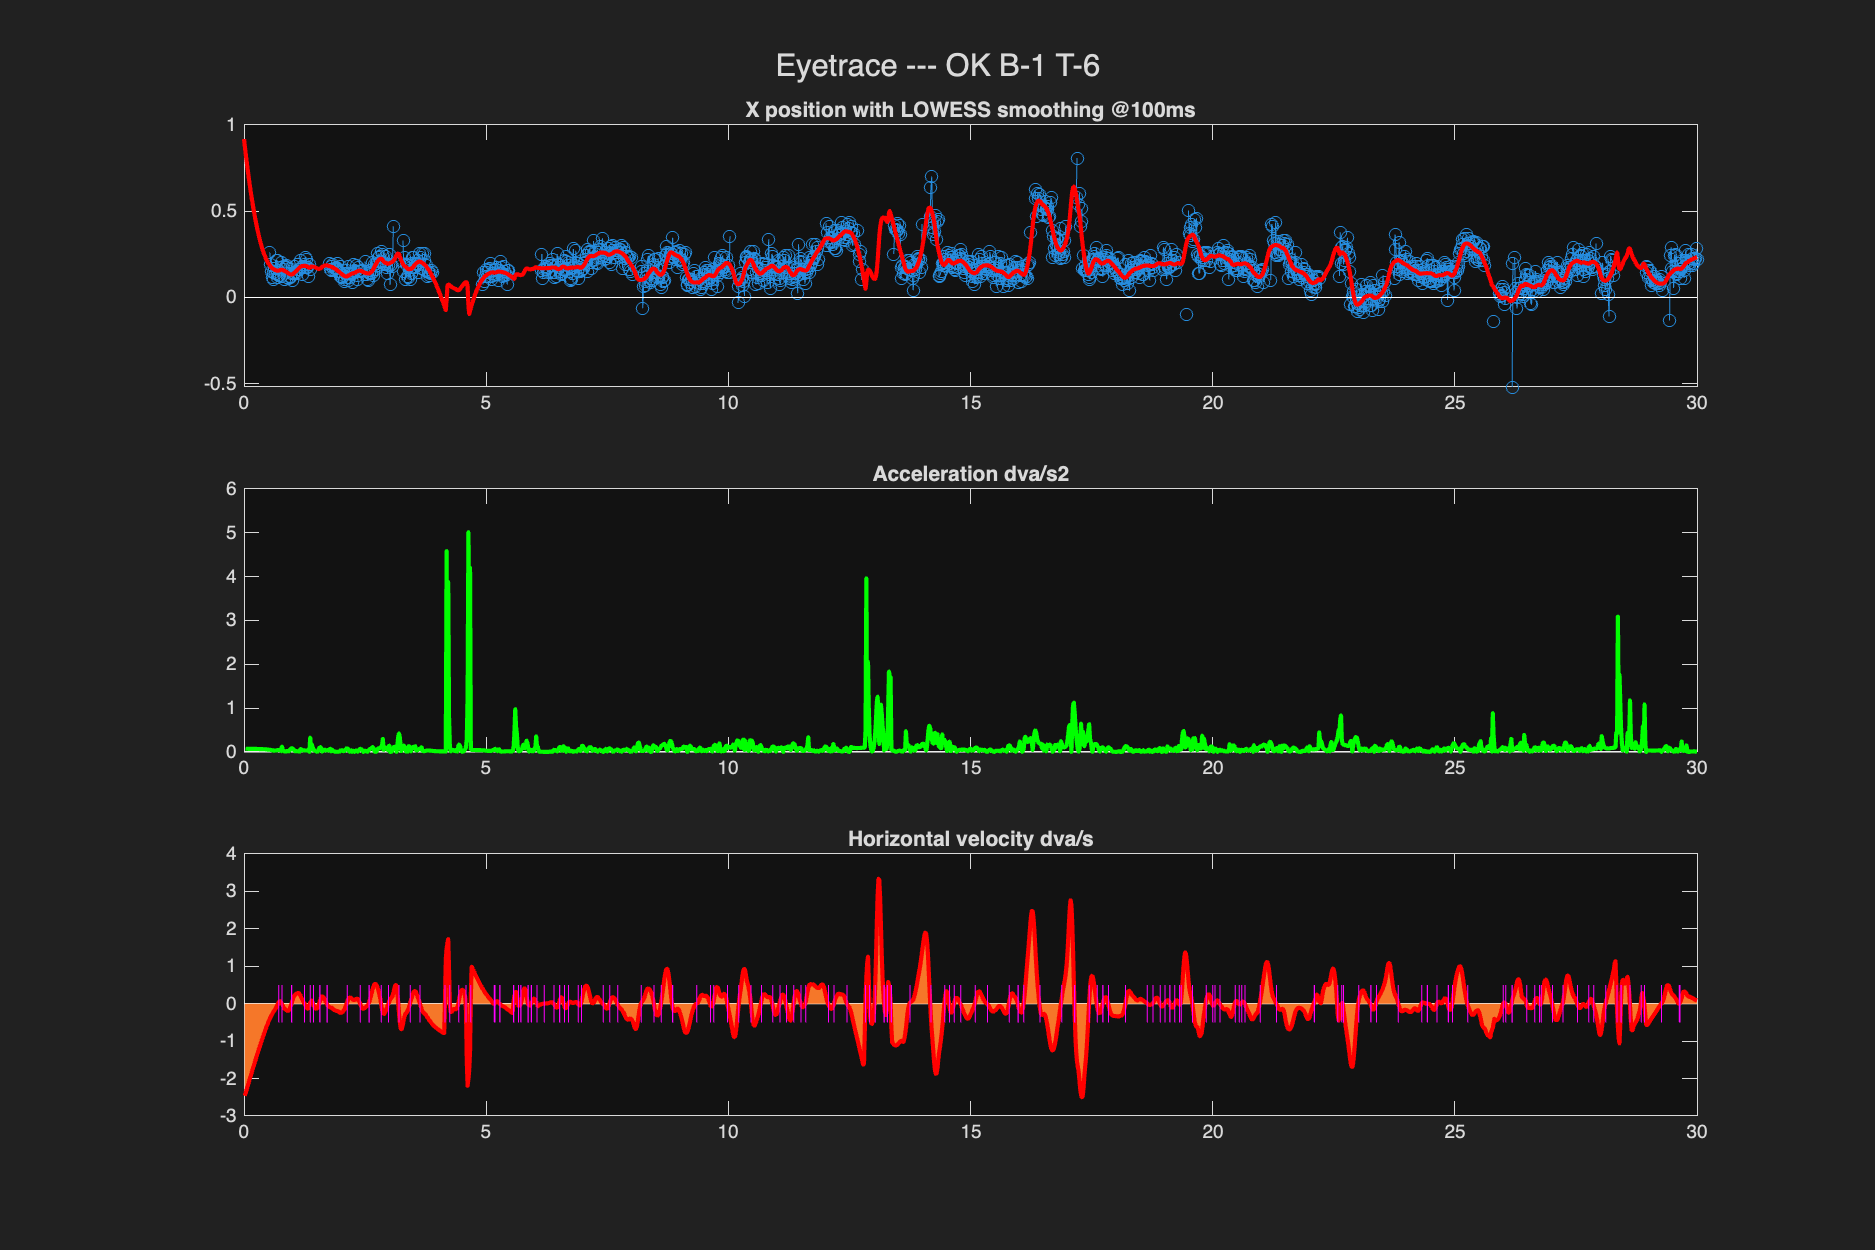 Eyetrace --- OK B-1 T-6
X position with LOWESS smoothing @100ms
1
0.5
0
-0.5
0 5 10 15 20 25 30
Acceleration dva/s2
6
5
4
3
2
1
0
0 5 10 15 20 25 30
Horizontal velocity dva/s
4
3
2
1
0
-1
-2
-3
0 5 10 15 20 25 30